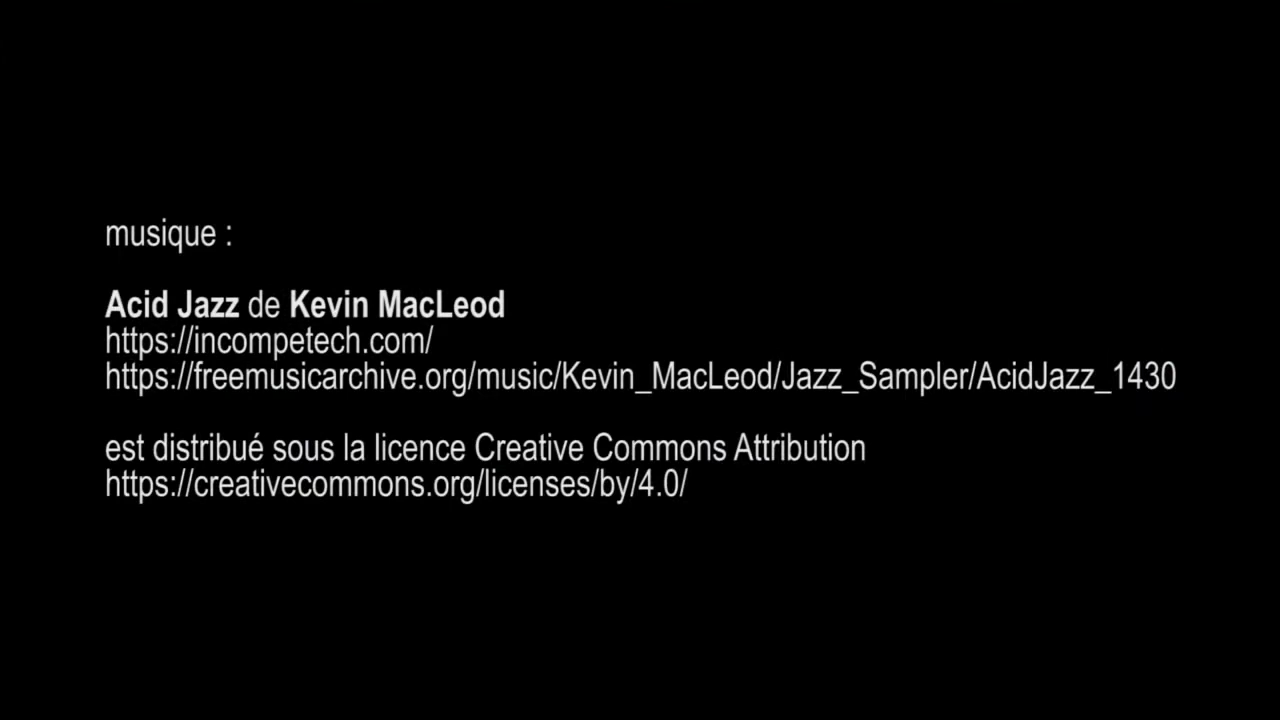 musique :
Acid Jazz de Kevin MacLeod
https://incompetech.com/
https://freemusicarchive.org/music/Kevin_MacLeod/Jazz_Sampler/AcidJazz_1430
est distribué sous la licence Creative Commons Attribution
https://creativecommons.org/licenses/by/4.0/